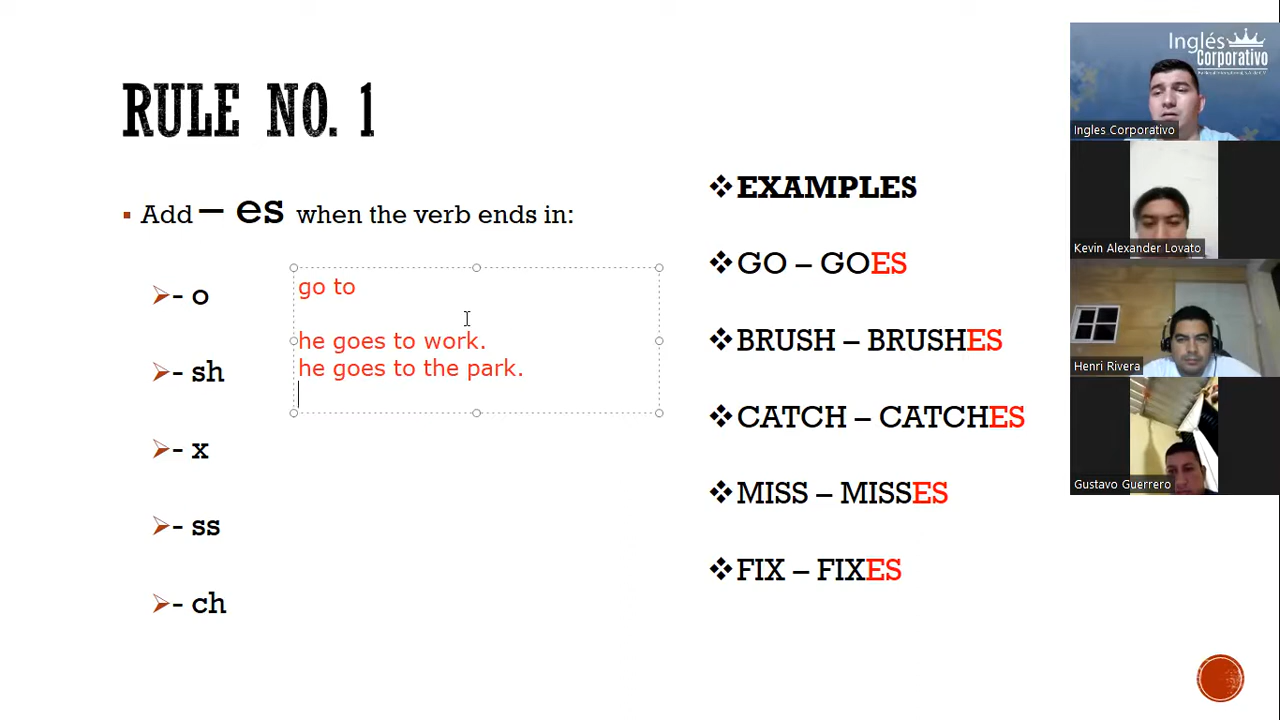 RULE NO. 1
▪ Add – es when the verb ends in:
➢- o
➢- sh
➢- x
➢- ss
➢- ch
go to
he goes to work.
he goes to the park.
❖EXAMPLES
❖GO – GOES
❖BRUSH – BRUSHES
❖CATCH – CATCHES
❖MISS – MISSES
❖FIX – FIXES
Inglés
Corporativo
Ingles Corporativo
Kevin Alexander Lovato
Henri Rivera
Gustavo Guerrero